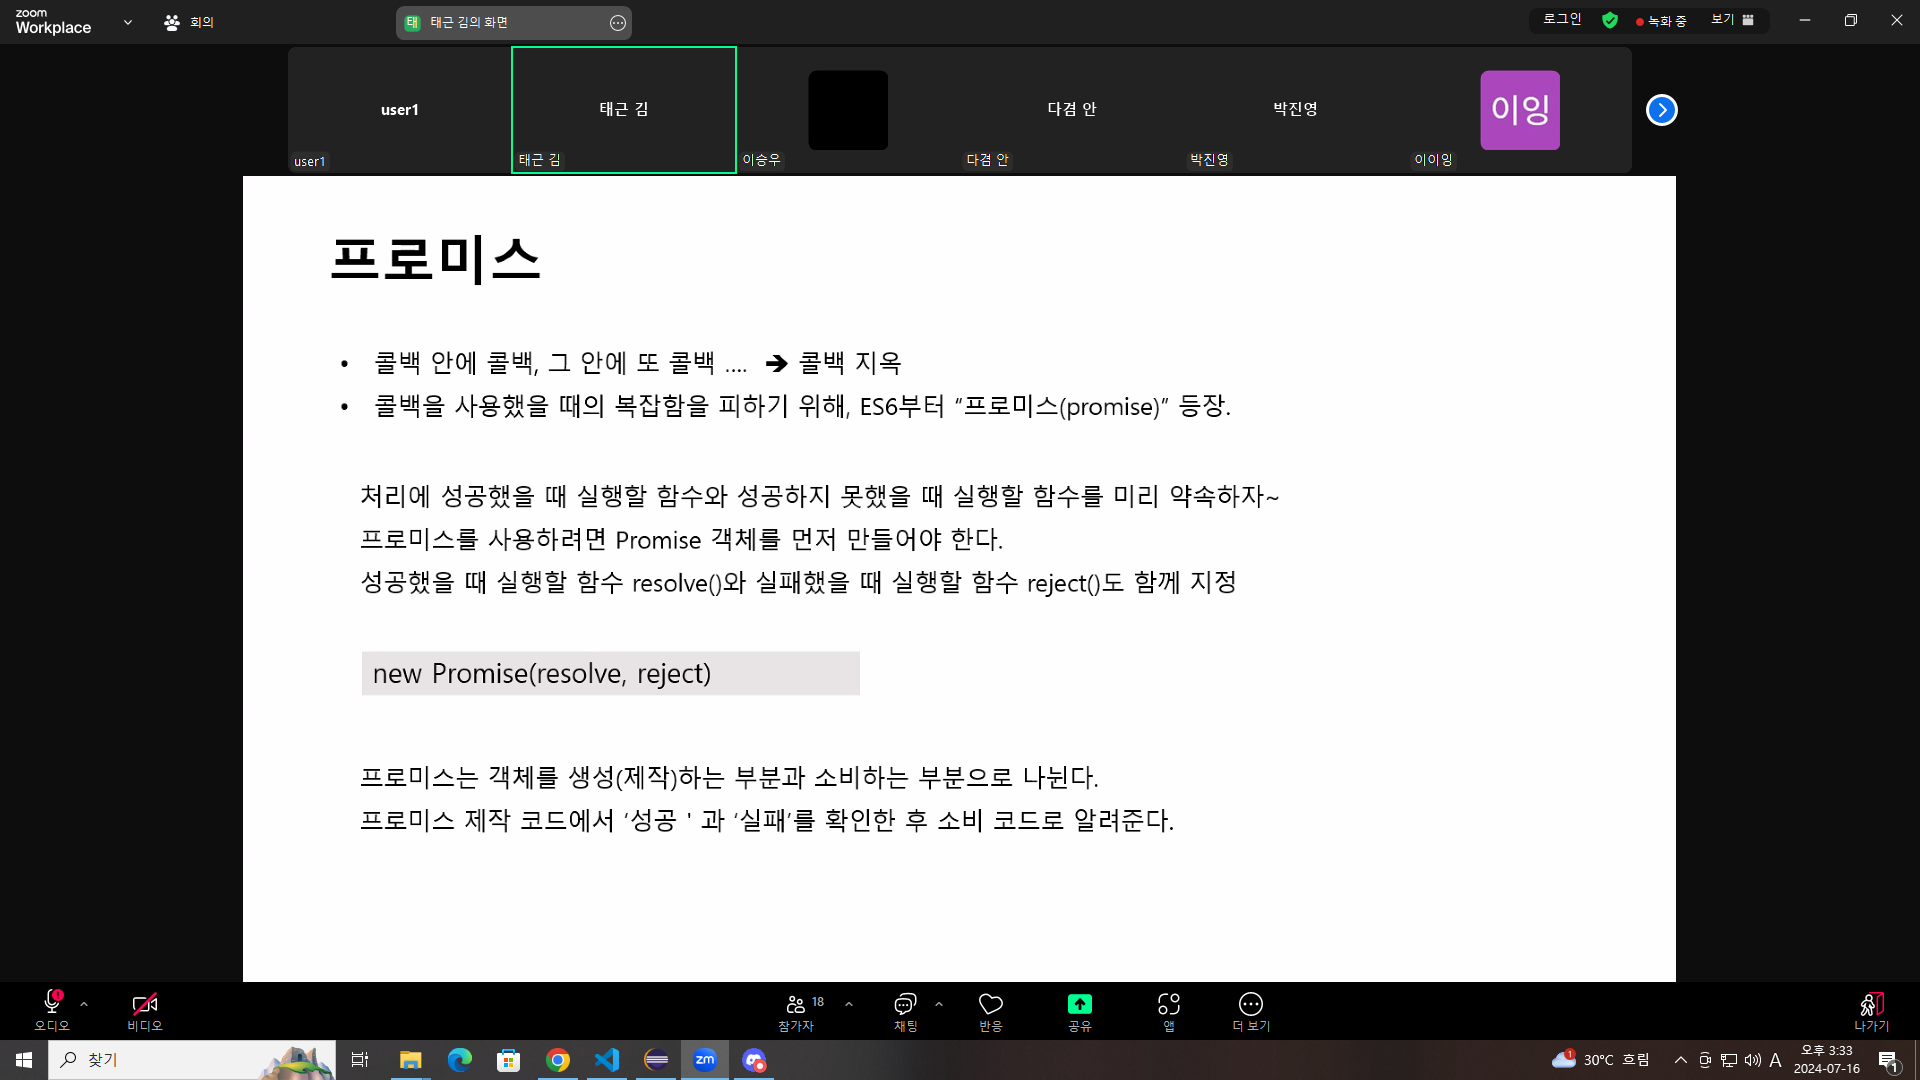 zoom
Workplace
회의
태 태근 김의 화면
로그인
녹화 중
보기
user1
태근 김
다겸 안
박진영
이잉
user1
태근 김
이승우
다겸 안
박진영
이이잉
프로미스
• 콜백 안에 콜백, 그 안에 또 콜백 .... ➔ 콜백 지옥
• 콜백을 사용했을 때의 복잡함을 피하기 위해, ES6부터 “프로미스(promise)” 등장.
처리에 성공했을 때 실행할 함수와 성공하지 못했을 때 실행할 함수를 미리 약속하자~
프로미스를 사용하려면 Promise 객체를 먼저 만들어야 한다.
성공했을 때 실행할 함수 resolve()와 실패했을 때 실행할 함수 reject()도 함께 지정
new Promise(resolve, reject)
프로미스는 객체를 생성(제작)하는 부분과 소비하는 부분으로 나뉜다.
프로미스 제작 코드에서 ‘성공 ' 과 ‘실패’를 확인한 후 소비 코드로 알려준다.
오디오
비디오
18
참가자
채팅
반응
공유
앱
더 보기
나가기
찾기
zm
1
30°C 흐림
A
오후 3:33
2024-07-16
1